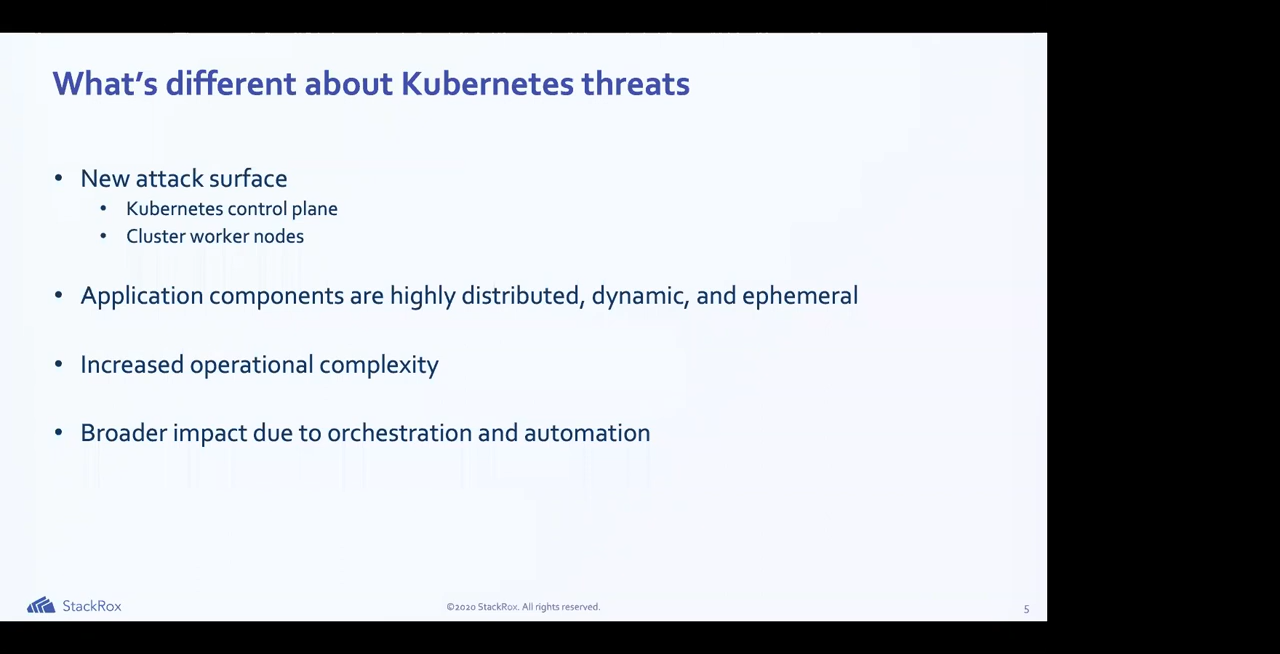 What's different about Kubernetes threats
• New attack surface
• Kubernetes control plane
• Cluster worker nodes
• Application components are highly distributed, dynamic, and ephemeral
• Increased operational complexity
• Broader impact due to orchestration and automation
StackRox
©2020 StackRox. All rights reserved.
5